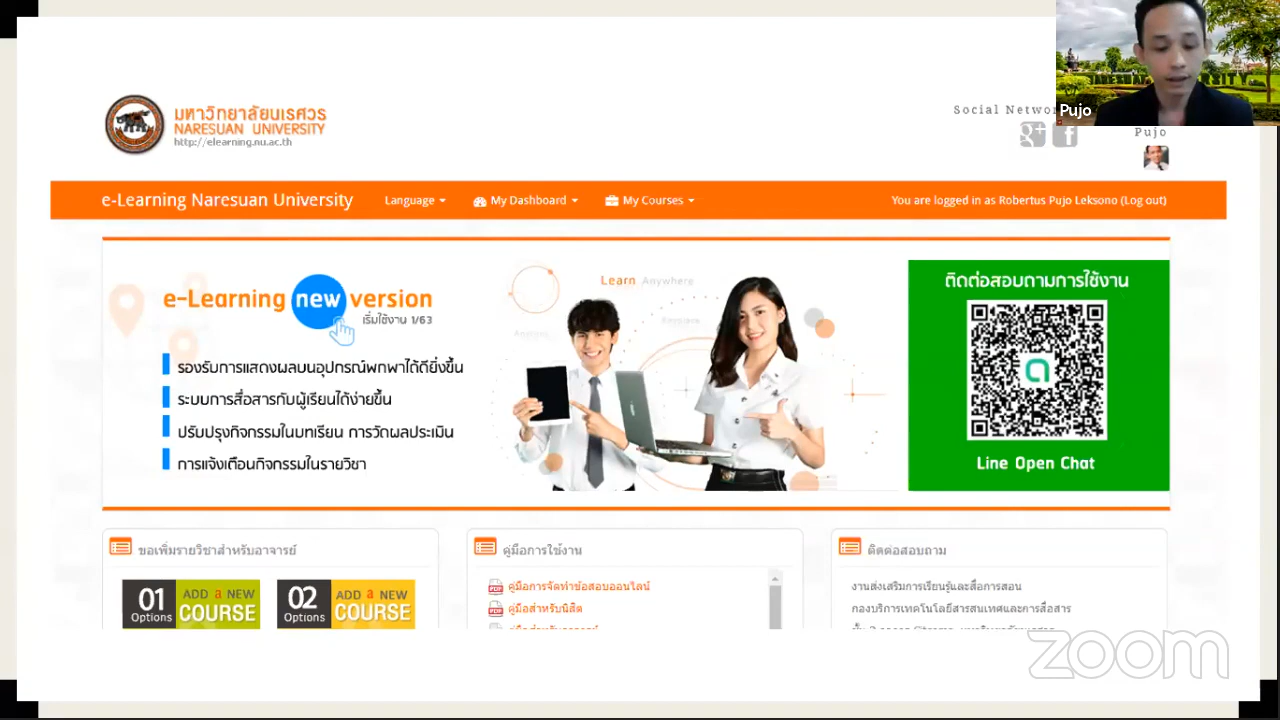 มหาวิทยาลัยนเรศวร
NARESUAN UNIVERSITY
http://elearning.nu.ac.th
Social Networ
Pujo
Pujo
e-Learning Naresuan University
Language
My Dashboard
My Courses
You are logged in as Robertus Pujo Leksono (Log out)
e-Learning new version
เริ่มใช้งาน 1/63
รองรับการแสดงผลบนอุปกรณ์พกพาได้ดียิ่งขึ้น
ระบบการสื่อสารกับผู้เรียนได้ง่ายขึ้น
ปรับปรุงกิจกรรมในบทเรียน การวัดผลประเมิน
การแจ้งเตือนกิจกรรมในรายวิชา
Learn Anywhere
ติดต่อสอบถามการใช้งาน
Line Open Chat
ขอเพิ่มรายวิชาสำหรับอาจารย์
01 Options ADD a NEW COURSE
02 Options ADD a NEW COURSE
คู่มือการใช้งาน
คู่มือการจัดทำข้อสอบออนไลน์
คู่มือสำหรับนิสิต
ติดต่อสอบถาม
งานส่งเสริมการเรียนรู้และสื่อการสอน
กองบริการเทคโนโลยีสารสนเทศและการสื่อสาร
zoom